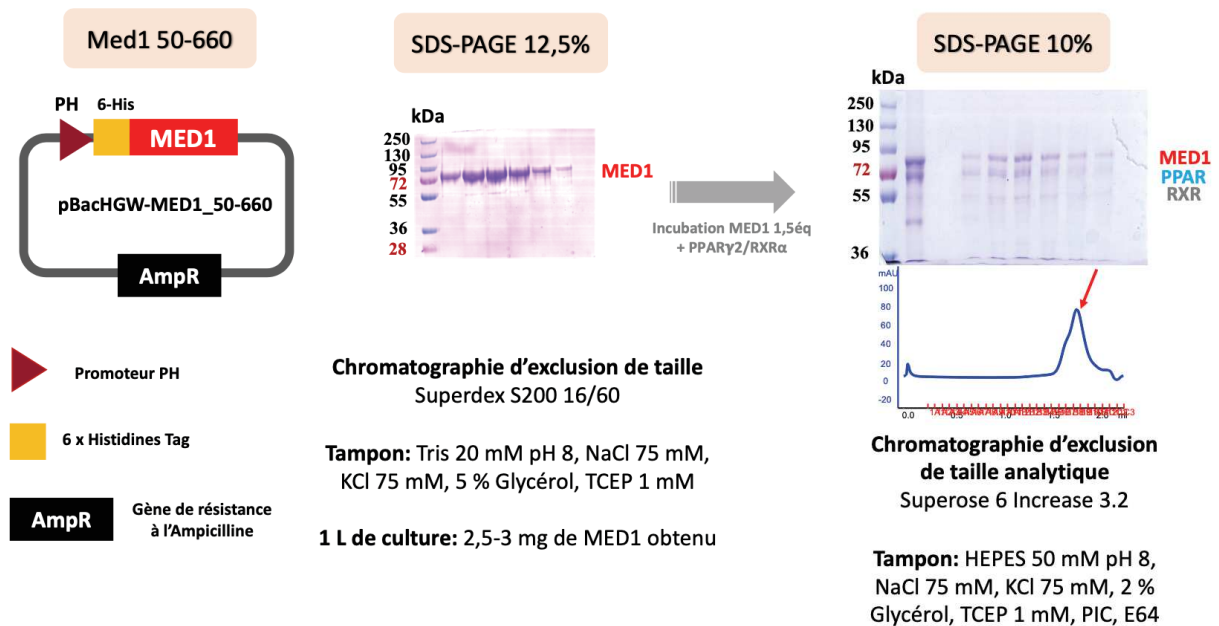 Med1 50-660
PH
6-His
MED1
pBacHGW-MED1_50-660
AmpR
Promoteur PH
6 x Histidines Tag
AmpR
Gène de résistance
à l'Ampicilline
SDS-PAGE 12,5%
kDa
250
130
95
72
55
36
28
MED1
Incubation MED1 1,5éq
+ PPARγ2/RXRα
Chromatographie d'exclusion de taille
Superdex S200 16/60
Tampon: Tris 20 mM pH 8, NaCl 75 mM,
KCl 75 mM, 5 % Glycérol, TCEP 1 mM
1 L de culture: 2,5-3 mg de MED1 obtenu
SDS-PAGE 10%
kDa
250
130
95
72
55
36
MED1
PPAR
RXR
mAU
100
80
60
40
20
0
-20
0.0
0.5
1.0
1.5
2.0
ml
Chromatographie d'exclusion
de taille analytique
Superose 6 Increase 3.2
Tampon: HEPES 50 mM pH 8,
NaCl 75 mM, KCl 75 mM, 2 %
Glycérol, TCEP 1 mM, PIC, E64